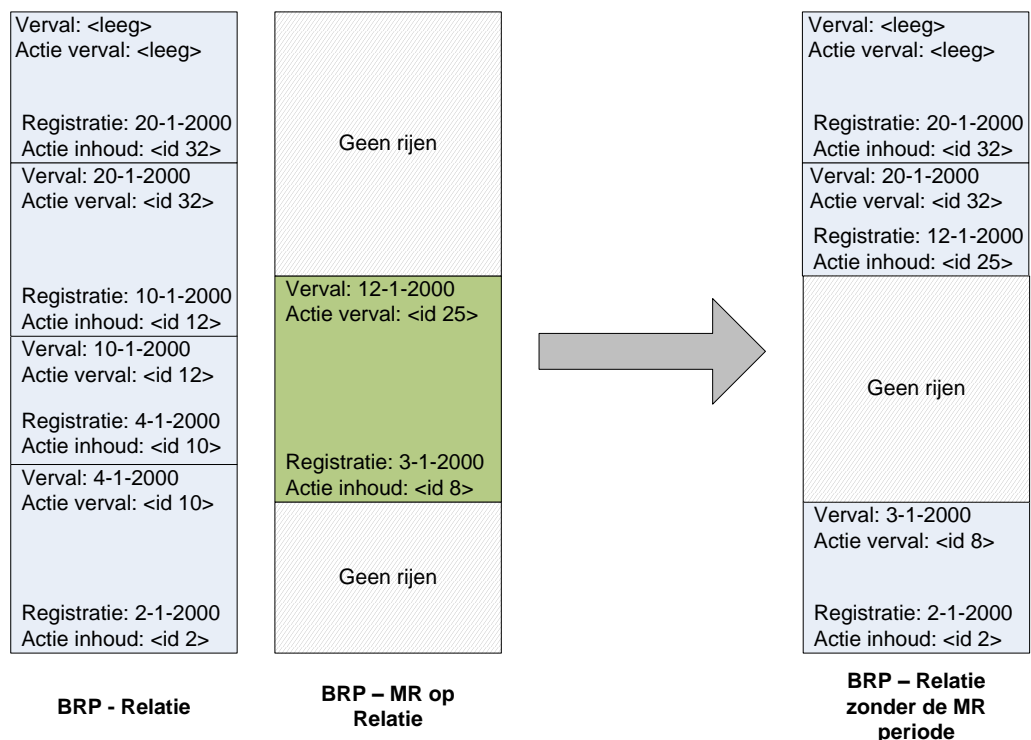 Verval: <leeg>
Actie verval: <leeg>
Registratie: 20-1-2000
Actie inhoud: <id 32>
Verval: 20-1-2000
Actie verval: <id 32>
Registratie: 10-1-2000
Actie inhoud: <id 12>
Verval: 10-1-2000
Actie verval: <id 12>
Registratie: 4-1-2000
Actie inhoud: <id 10>
Verval: 4-1-2000
Actie verval: <id 10>
Registratie: 2-1-2000
Actie inhoud: <id 2>
BRP - Relatie
Geen rijen
Verval: 12-1-2000
Actie verval: <id 25>
Registratie: 3-1-2000
Actie inhoud: <id 8>
Geen rijen
BRP – MR op
Relatie
Verval: <leeg>
Actie verval: <leeg>
Registratie: 20-1-2000
Actie inhoud: <id 32>
Verval: 20-1-2000
Actie verval: <id 32>
Registratie: 12-1-2000
Actie inhoud: <id 25>
Geen rijen
Verval: 3-1-2000
Actie verval: <id 8>
Registratie: 2-1-2000
Actie inhoud: <id 2>
BRP – Relatie
zonder de MR
periode